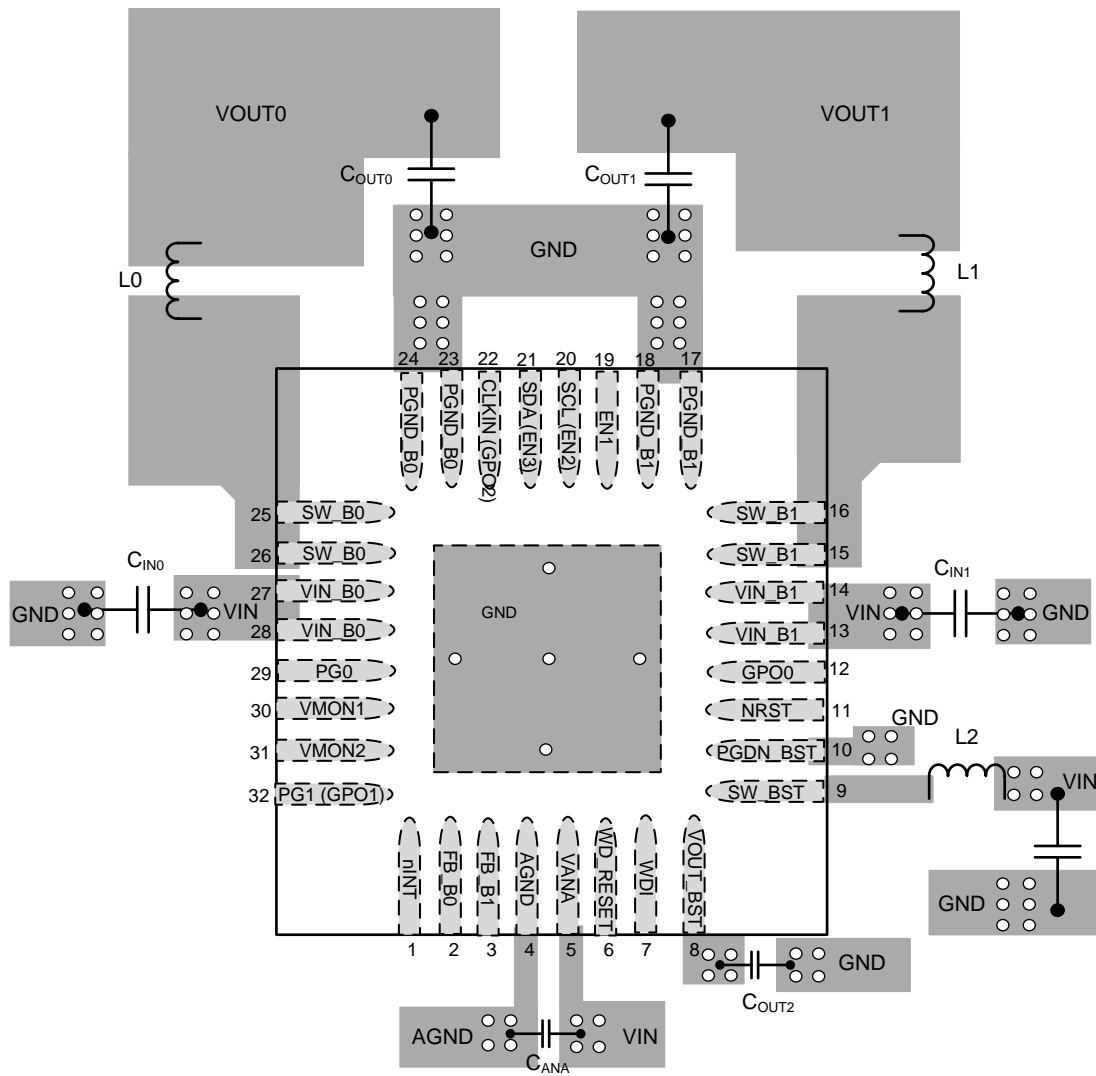 VOUT0
VOUT1
COUT0
COUT1
GND
L0
L1
24
23
22
21
20
19
18
17
PGND_B0
PGND_B0
CLKIN (GPO2)
SDA (EN3)
SCL (EN2)
EN1
PGND_B1
PGND_B1
25
SW_B0
SW_B1
16
26
SW_B0
SW_B1
15
CIN0
CIN1
27
VIN_B0
VIN_B1
14
GND
VIN
VIN
GND
28
VIN_B0
VIN_B1
13
GND
29
PG0
GPO0
12
30
VMON1
NRST
11
GND
31
VMON2
PGDN_BST
10
L2
32
PG1 (GPO1)
SW_BST
9
VIN
nINT
FB_B0
FB_B1
AGND
VANA
WD_RESET
WDI
VOUT_BST
GND
1
2
3
4
5
6
7
8
GND
COUT2
AGND
VIN
CANA